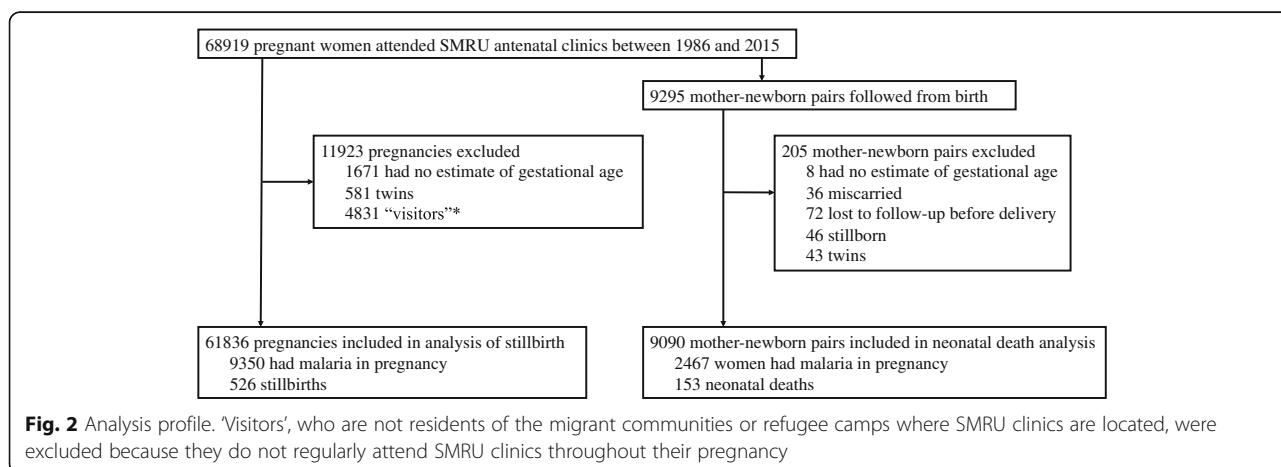 68919 pregnant women attended SMRU antenatal clinics between 1986 and 2015
9295 mother-newborn pairs followed from birth
11923 pregnancies excluded
1671 had no estimate of gestational age
581 twins
4831 “visitors”*
205 mother-newborn pairs excluded
8 had no estimate of gestational age
36 miscarried
72 lost to follow-up before delivery
46 stillborn
43 twins
61836 pregnancies included in analysis of stillbirth
9350 had malaria in pregnancy
526 stillbirths
9090 mother-newborn pairs included in neonatal death analysis
2467 women had malaria in pregnancy
153 neonatal deaths
Fig. 2 Analysis profile. ‘Visitors’, who are not residents of the migrant communities or refugee camps where SMRU clinics are located, were
excluded because they do not regularly attend SMRU clinics throughout their pregnancy